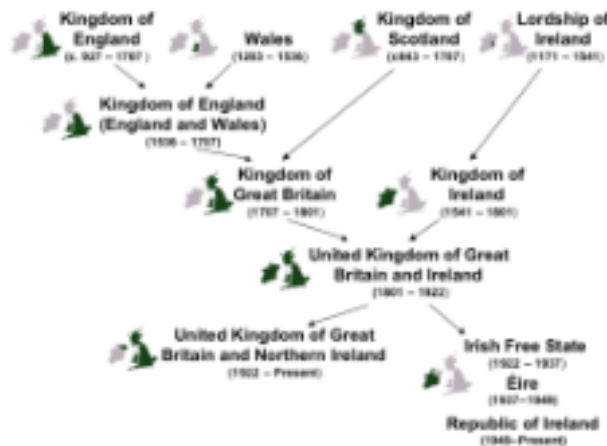 Kingdom of
England
(c. 927 – 1707)
Wales
(1283 – 1536)
Kingdom of
Scotland
(c843 – 1707)
Lordship of
Ireland
(1171 – 1541)
Kingdom of England
(England and Wales)
(1536 – 1707)
Kingdom of
Great Britain
(1707 – 1801)
Kingdom of
Ireland
(1541 – 1801)
United Kingdom of Great
Britain and Ireland
(1801 – 1922)
United Kingdom of Great
Britain and Northern Ireland
(1922 – Present)
Irish Free State
(1922 – 1937)
Éire
(1937–1949)
Republic of Ireland
(1949–Present)